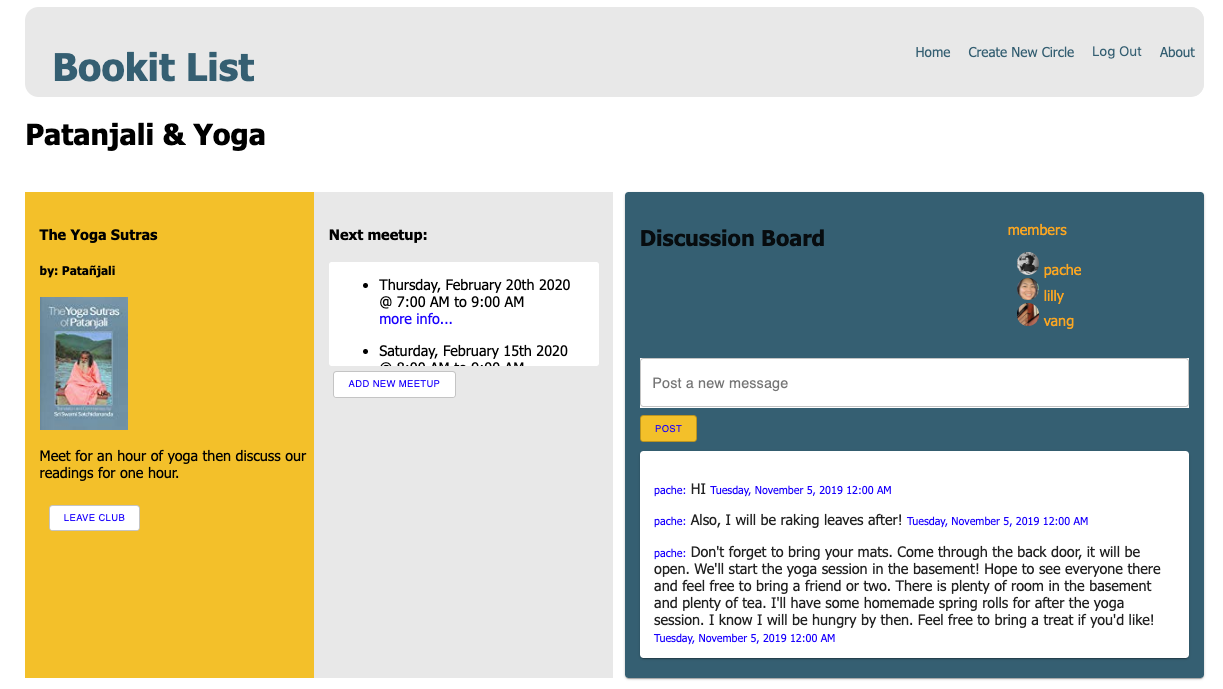 Bookit List
Home Create New Circle Log Out About
Patanjali & Yoga
The Yoga Sutras
by: Patañjali
The Yoga Sutras
of Patanjali
Sri Swami Satchidananda
Meet for an hour of yoga then discuss our
readings for one hour.
LEAVE CLUB
Next meetup:
Thursday, February 20th 2020
@ 7:00 AM to 9:00 AM
more info...
Saturday, February 15th 2020
@ 8:00 AM to 9:00 AM
ADD NEW MEETUP
Discussion Board
members
pache
lilly
vang
Post a new message
POST
pache: HI Tuesday, November 5, 2019 12:00 AM
pache: Also, I will be raking leaves after! Tuesday, November 5, 2019 12:00 AM
pache: Don't forget to bring your mats. Come through the back door, it will be
open. We'll start the yoga session in the basement! Hope to see everyone there
and feel free to bring a friend or two. There is plenty of room in the basement
and plenty of tea. I'll have some homemade spring rolls for after the yoga
session. I know I will be hungry by then. Feel free to bring a treat if you'd like!
Tuesday, November 5, 2019 12:00 AM